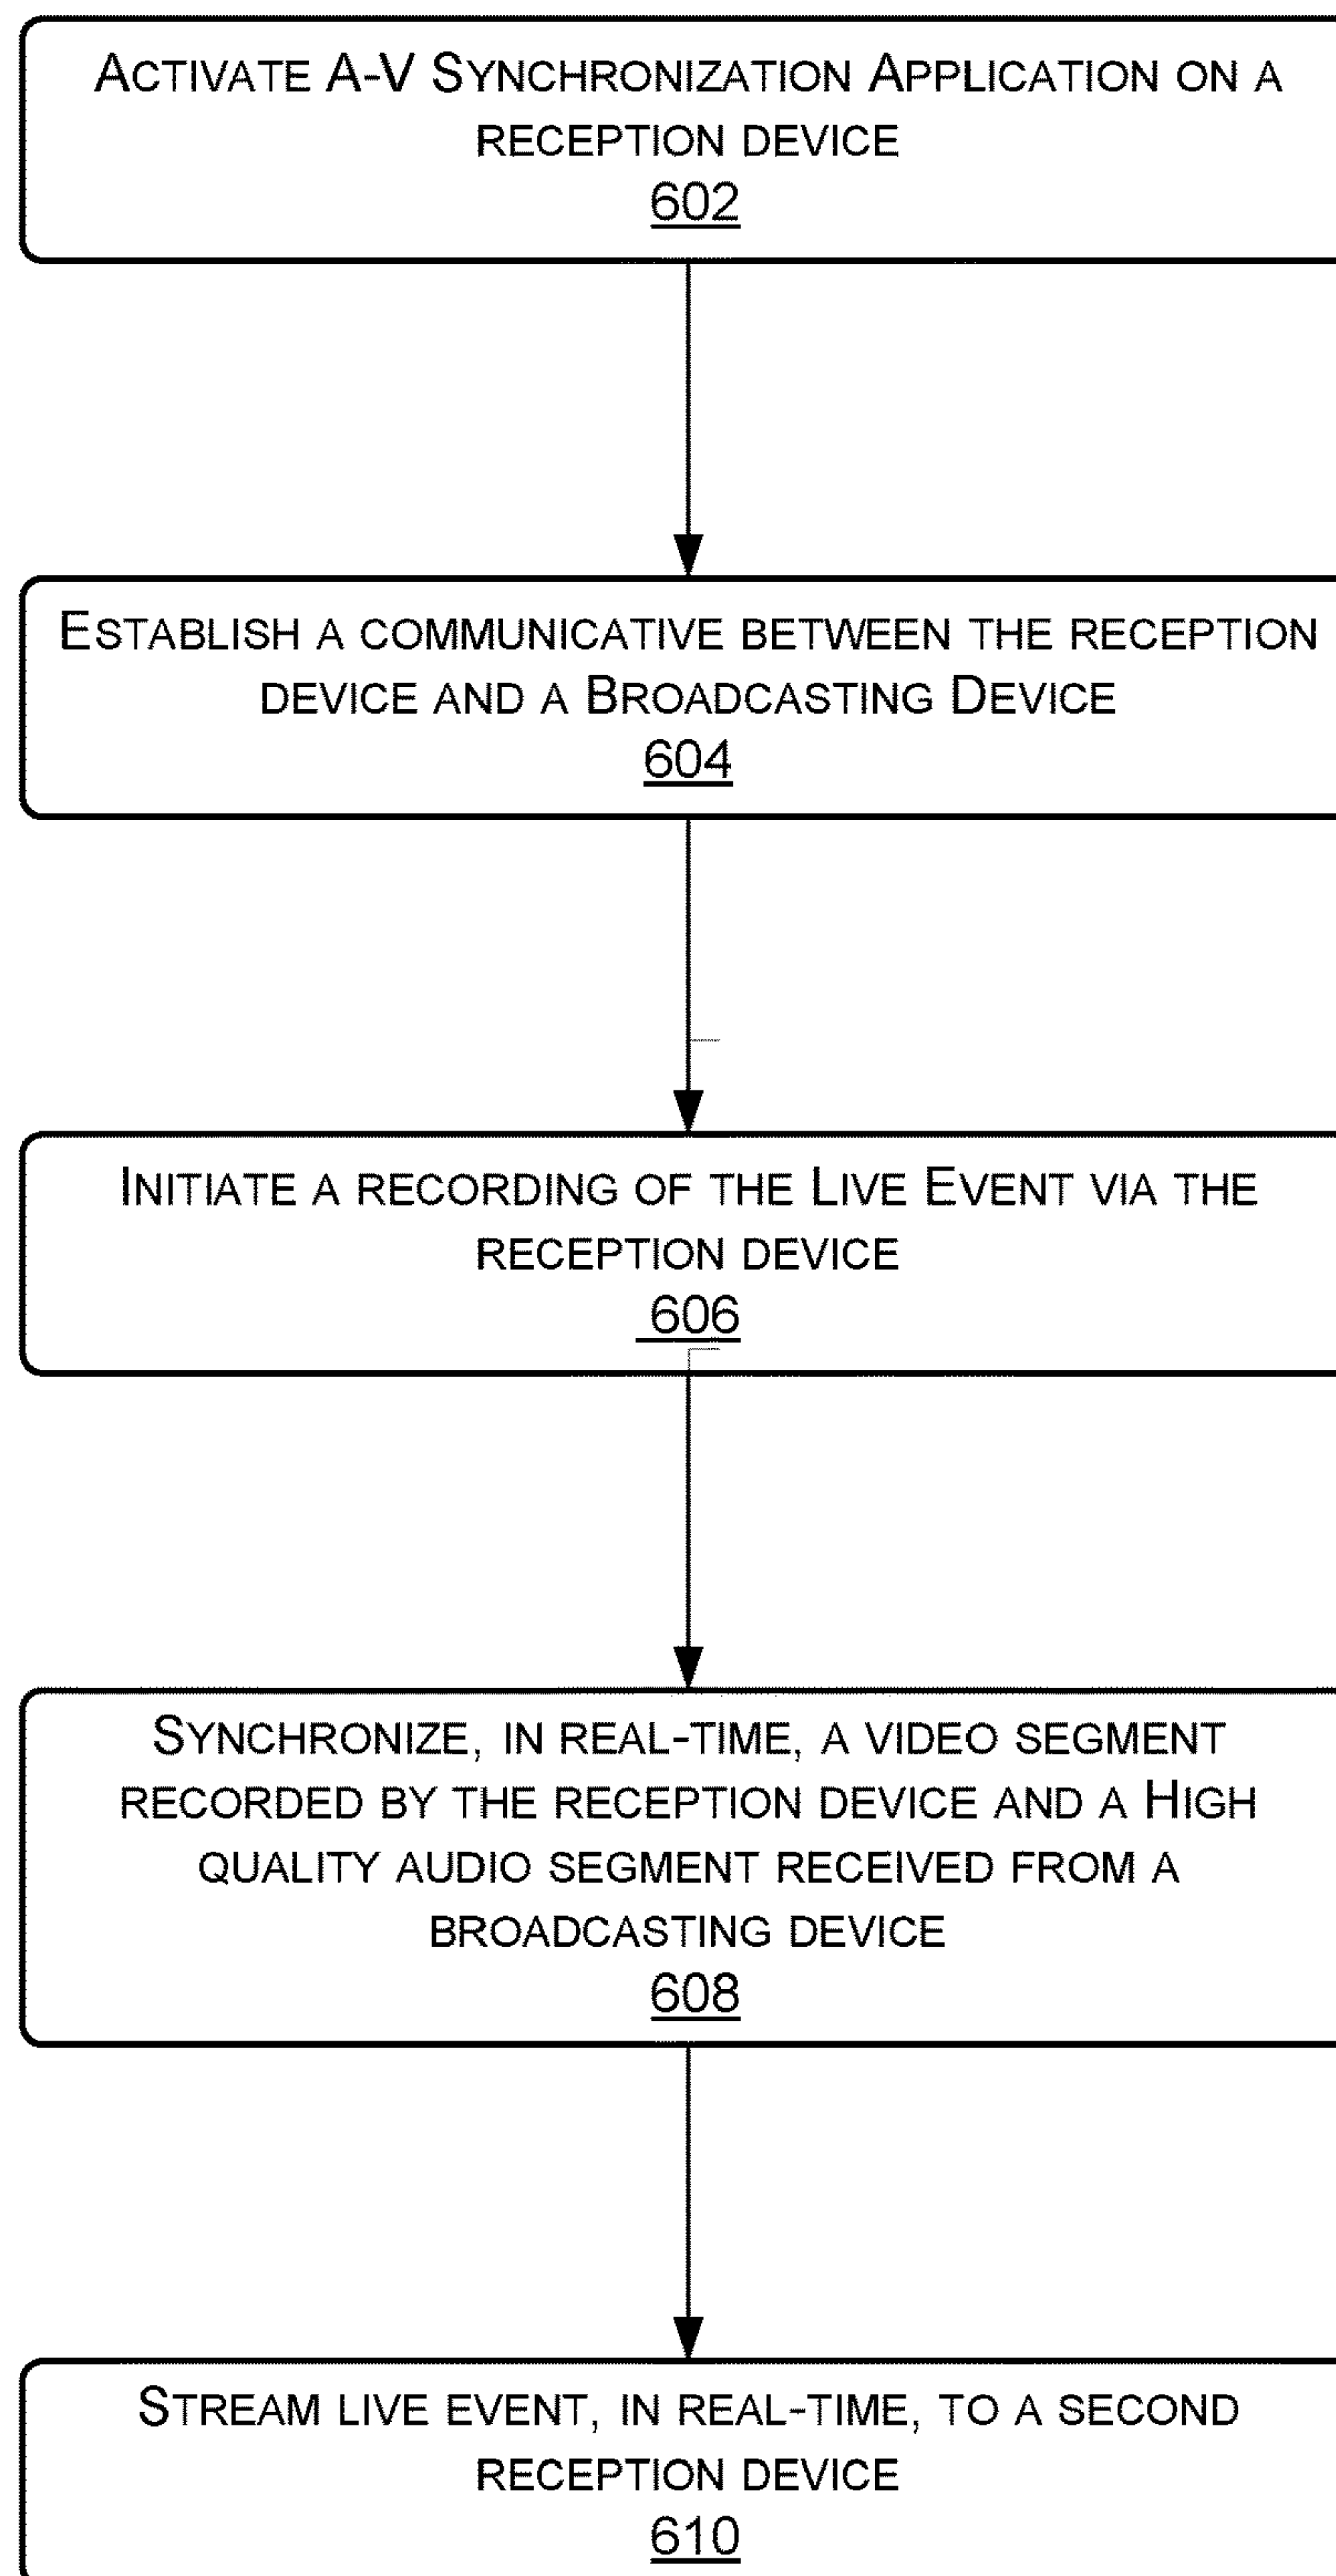 ACTIVATE A-V SYNCHRONIZATION APPLICATION ON A
RECEPTION DEVICE
602
ESTABLISH A COMMUNICATIVE BETWEEN THE RECEPTION
DEVICE AND A BROADCASTING DEVICE
604
INITIATE A RECORDING OF THE LIVE EVENT VIA THE
RECEPTION DEVICE
606
SYNCHRONIZE, IN REAL-TIME, A VIDEO SEGMENT
RECORDED BY THE RECEPTION DEVICE AND A HIGH
QUALITY AUDIO SEGMENT RECEIVED FROM A
BROADCASTING DEVICE
608
STREAM LIVE EVENT, IN REAL-TIME, TO A SECOND
RECEPTION DEVICE
610